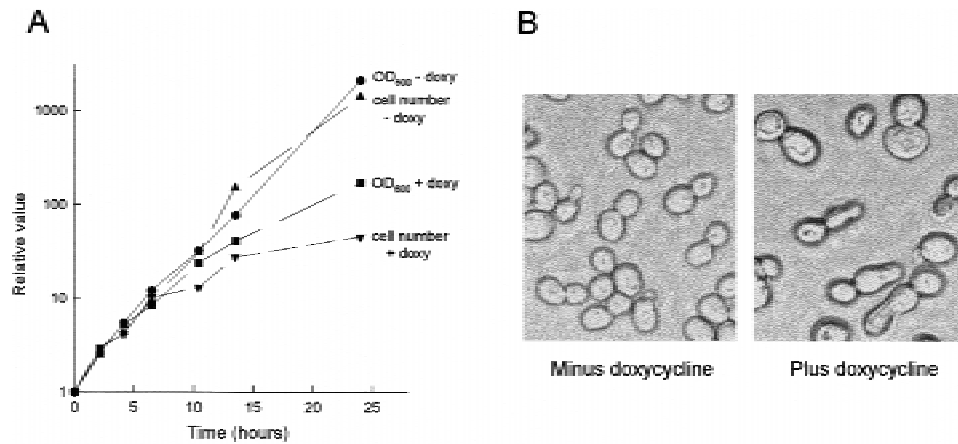 A
B
1000
100
10
1
Relative value
0
5
10
15
20
25
Time (hours)
OD₆₀₀ - doxy
cell number
- doxy
OD₆₀₀ + doxy
cell number
+ doxy
Minus doxycycline
Plus doxycycline